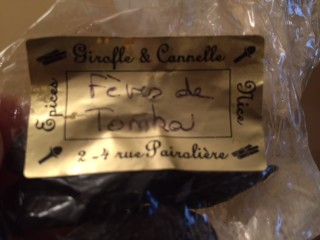 Girofle & Cannelle
Epices
Fèves de
Tonka
Nice
2-4 rue Pairolière